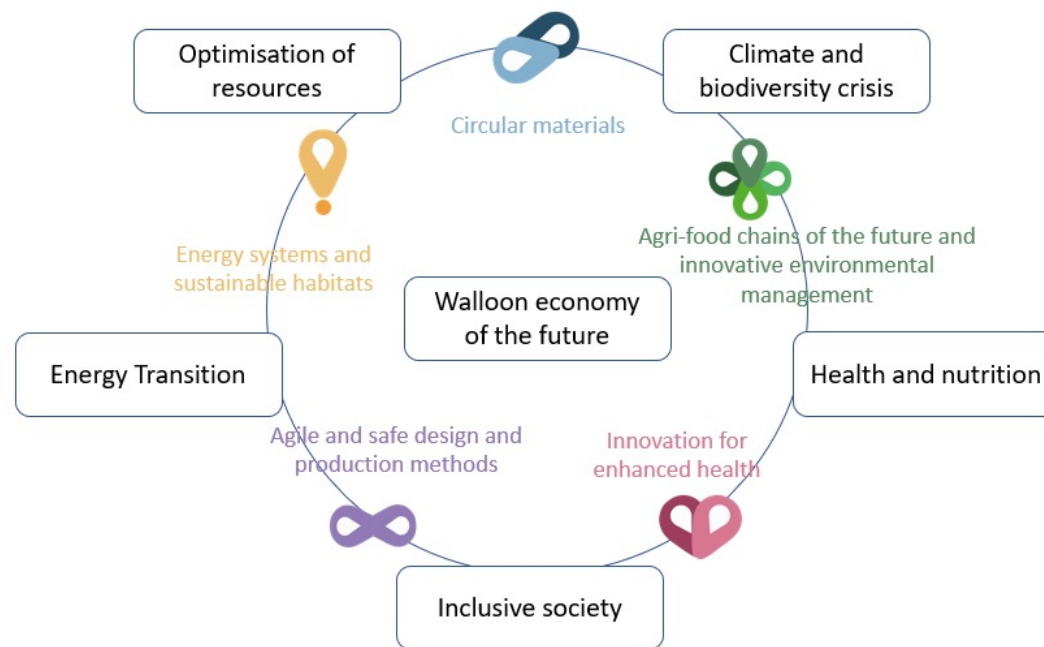 Optimisation of
resources
Climate and
biodiversity crisis
Circular materials
Energy systems and
sustainable habitats
Agri-food chains of the future and
innovative environmental
management
Walloon economy
of the future
Energy Transition
Health and nutrition
Agile and safe design and
production methods
Innovation for
enhanced health
Inclusive society